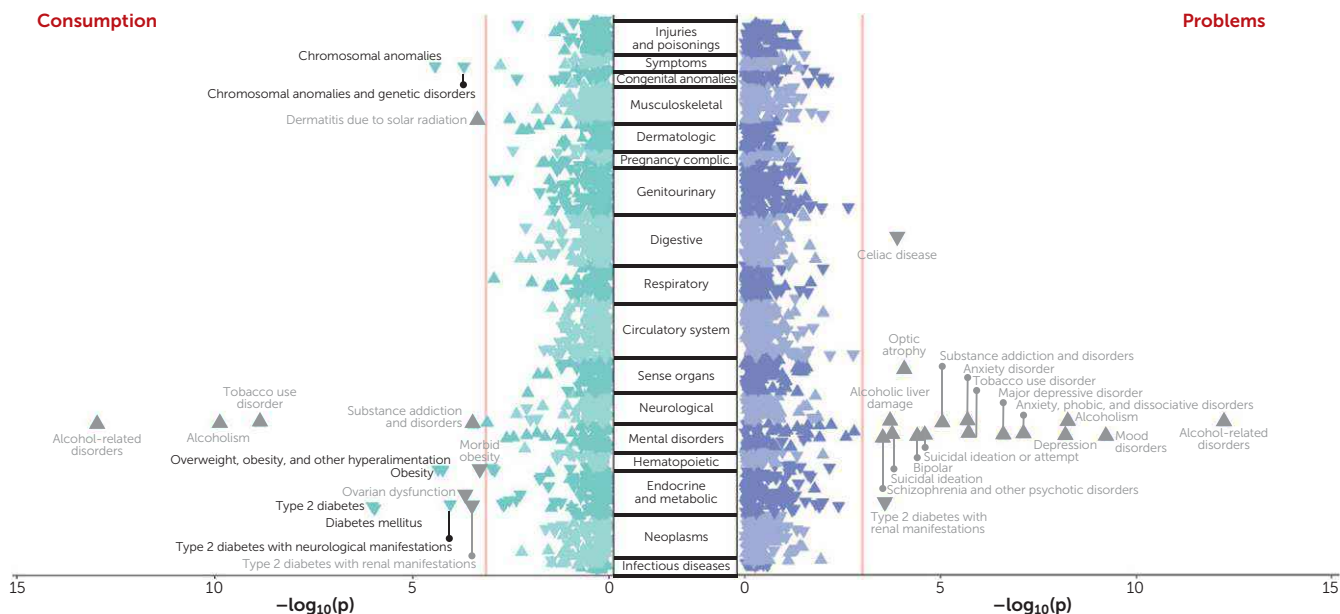 Consumption
Problems
Injuries
and poisonings
Symptoms
Congenital anomalies
Musculoskeletal
Dermatologic
Pregnancy complic.
Genitourinary
Digestive
Respiratory
Circulatory system
Sense organs
Neurological
Mental disorders
Hematopoietic
Endocrine
and metabolic
Neoplasms
Infectious diseases
Chromosomal anomalies
Chromosomal anomalies and genetic disorders
Dermatitis due to solar radiation
Tobacco use
disorder
Alcohol-related
disorders
Alcoholism
Substance addiction
and disorders
Morbid
obesity
Overweight, obesity, and other hyperalimentation
Obesity
Ovarian dysfunction
Type 2 diabetes
Diabetes mellitus
Type 2 diabetes with neurological manifestations
Type 2 diabetes with renal manifestations
Celiac disease
Optic
atrophy
Substance addiction and disorders
Anxiety disorder
Tobacco use disorder
Major depressive disorder
Anxiety, phobic, and dissociative disorders
Alcoholic liver
damage
Alcoholism
Alcohol-related
disorders
Mood
disorders
Depression
Suicidal ideation or attempt
Bipolar
Suicidal ideation
Schizophrenia and other psychotic disorders
Type 2 diabetes with
renal manifestations
15 10 5 0 0 5 10 15
−log10(p) −log10(p)